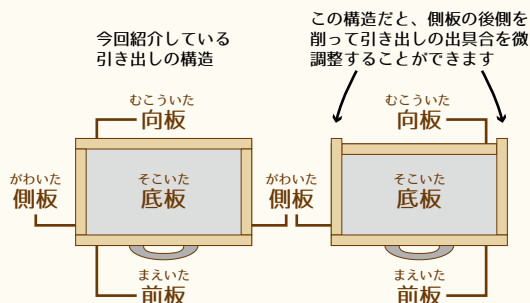 今回紹介している
引き出しの構造
この構造だと、側板の後側を
削って引き出しの出具合を微
調整することができます
むこういた
向板
むこういた
向板
がわいた
側板
そこいた
底板
がわいた
側板
そこいた
底板
まえいた
前板
まえいた
前板